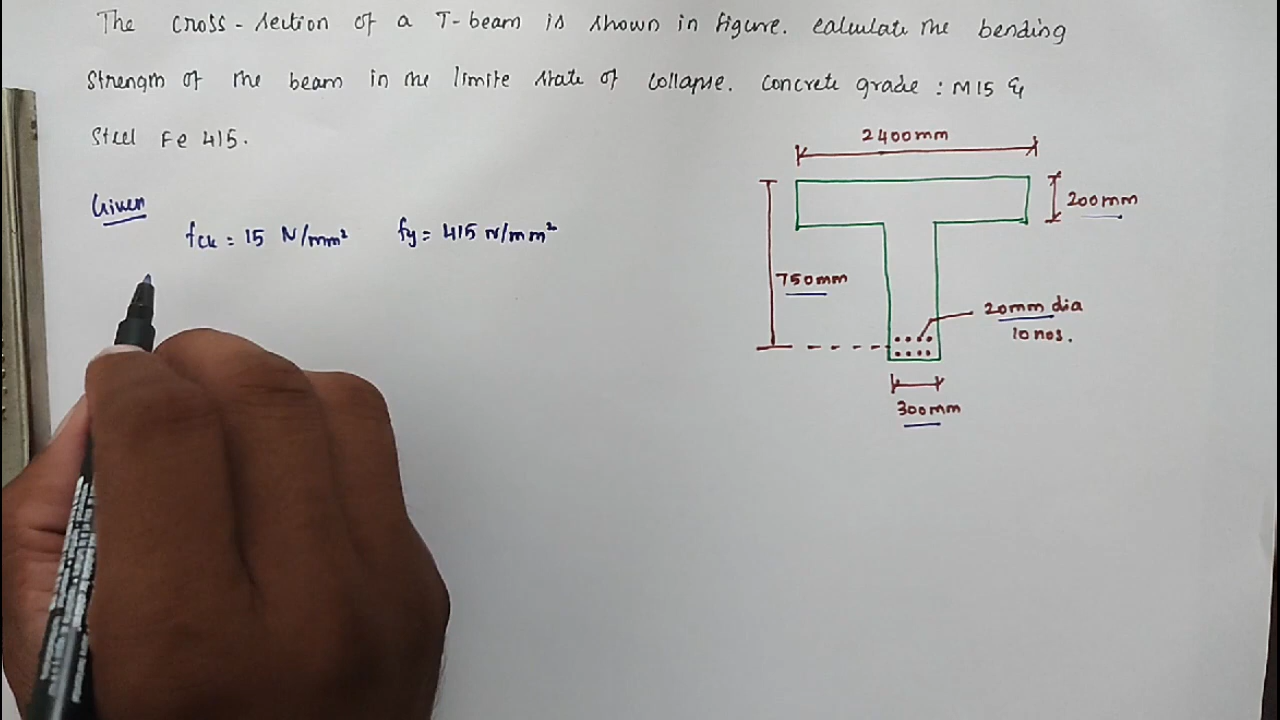 The cross-section of a T-beam is shown in figure. calculate the bending
strength of the beam in the limite state of collapse. Concrete grade : M15 &
Steel Fe 415.
2400mm
Given
200mm
fck = 15 N/mm² fy = 415 N/mm²
750mm
20mm dia
10 nos.
300mm